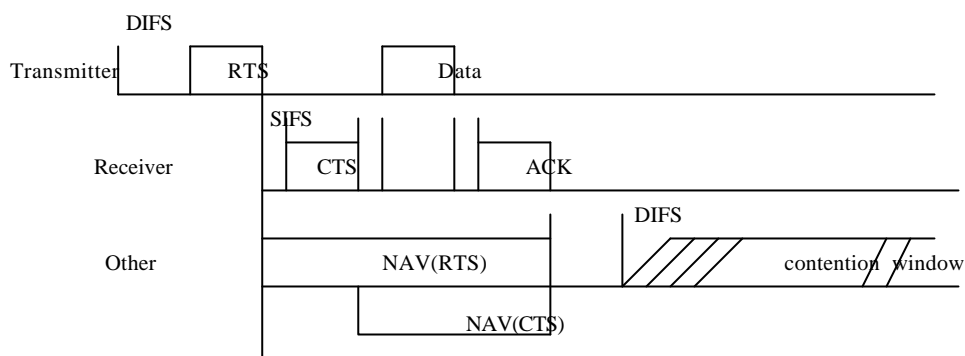 DIFS
Transmitter RTS Data
SIFS
Receiver CTS ACK
DIFS
Other NAV(RTS) contention window
NAV(CTS)